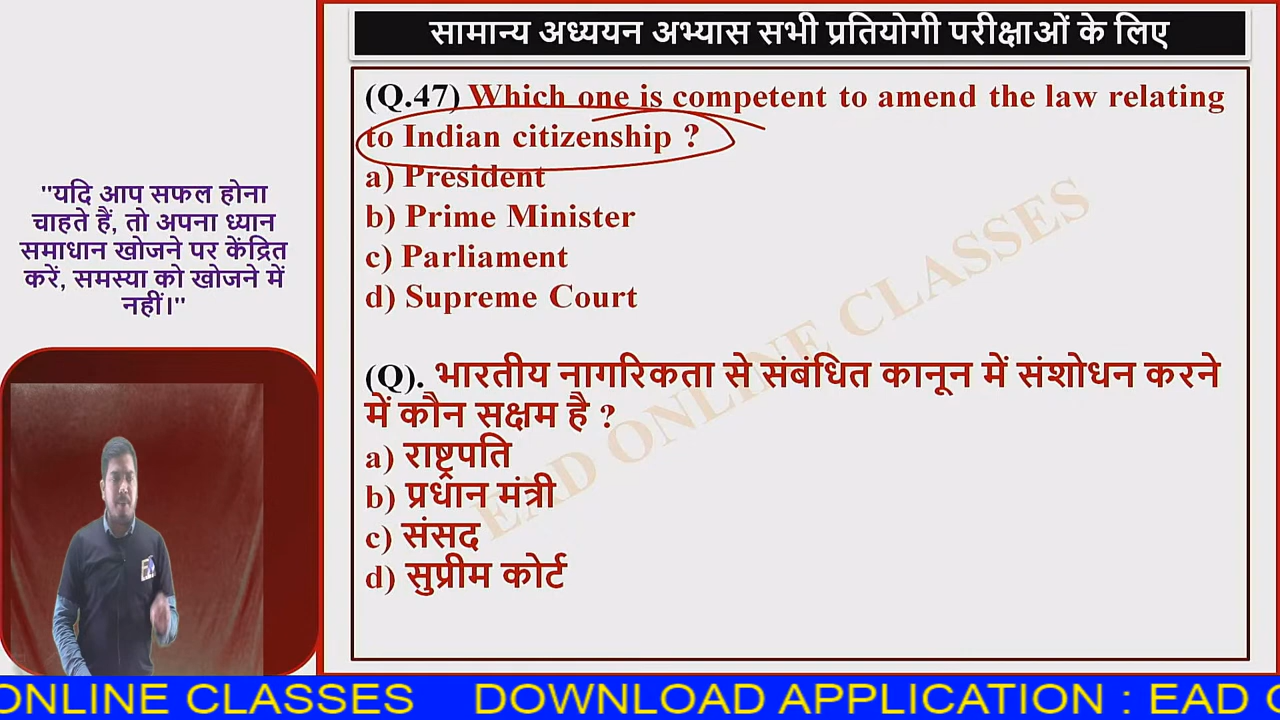 सामान्य अध्ययन अभ्यास सभी प्रतियोगी परीक्षाओं के लिए
(Q.47) Which one is competent to amend the law relating
to Indian citizenship ?
a) President
b) Prime Minister
c) Parliament
d) Supreme Court
(Q). भारतीय नागरिकता से संबंधित कानून में संशोधन करने
में कौन सक्षम है ?
a) राष्ट्रपति
b) प्रधान मंत्री
c) संसद
d) सुप्रीम कोर्ट
EAD ONLINE CLASSES
"यदि आप सफल होना
चाहते हैं, तो अपना ध्यान
समाधान खोजने पर केंद्रित
करें, समस्या को खोजने में
नहीं।"
ONLINE CLASSES DOWNLOAD APPLICATION : EAD